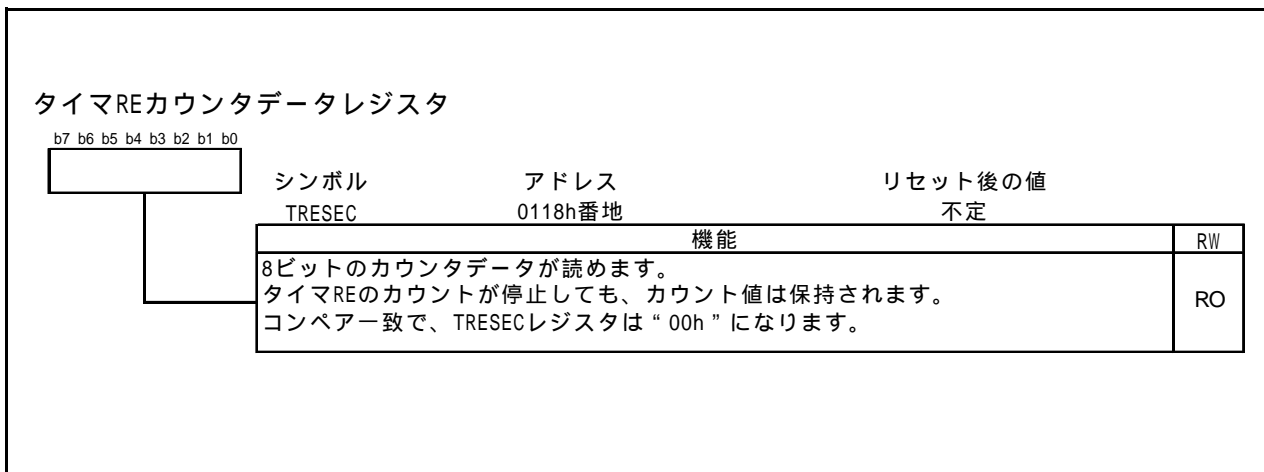 タイマREカウンタデータレジスタ
b7 b6 b5 b4 b3 b2 b1 b0
シンボル アドレス リセット後の値
TRESEC 0118h番地 不定
機能 RW
8ビットのカウンタデータが読めます。
タイマREのカウントが停止しても、カウント値は保持されます。
コンペア一致で、TRESECレジスタは“00h”になります。
RO